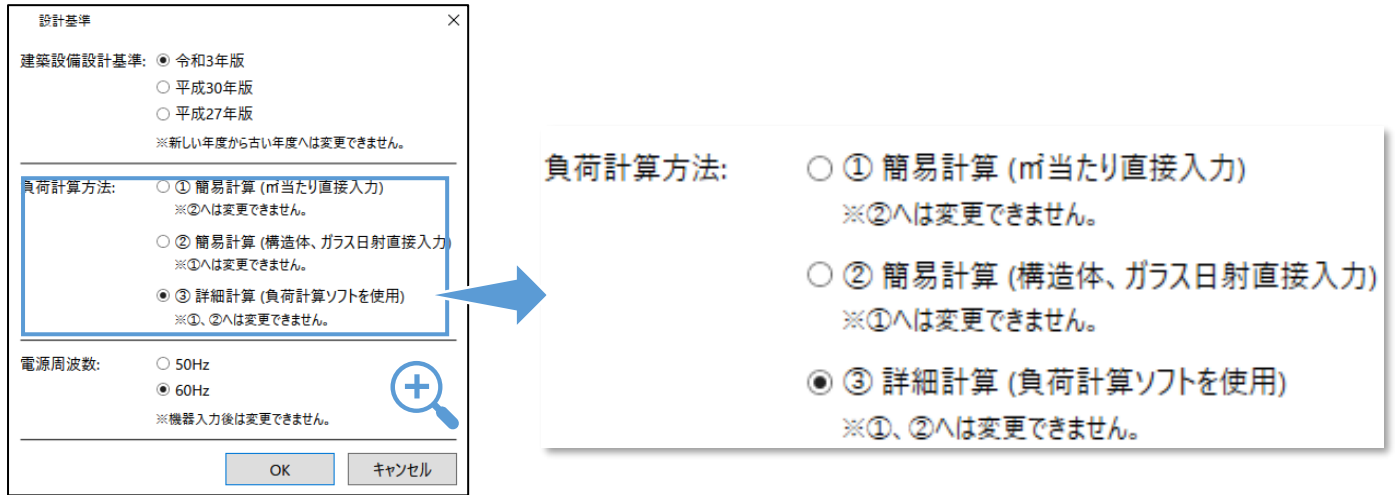 設計基準
建築設備設計基準: 令和3年版
平成30年版
平成27年版
※新しい年度から古い年度へは変更できません。
負荷計算方法: ① 簡易計算 (㎡当たり直接入力)
※②へは変更できません。
② 簡易計算 (構造体、ガラス日射直接入力)
※①へは変更できません。
③ 詳細計算 (負荷計算ソフトを使用)
※①、②へは変更できません。
電源周波数: 50Hz
60Hz
※機器入力後は変更できません。
OK キャンセル
負荷計算方法: ① 簡易計算 (㎡当たり直接入力)
※②へは変更できません。
② 簡易計算 (構造体、ガラス日射直接入力)
※①へは変更できません。
③ 詳細計算 (負荷計算ソフトを使用)
※①、②へは変更できません。